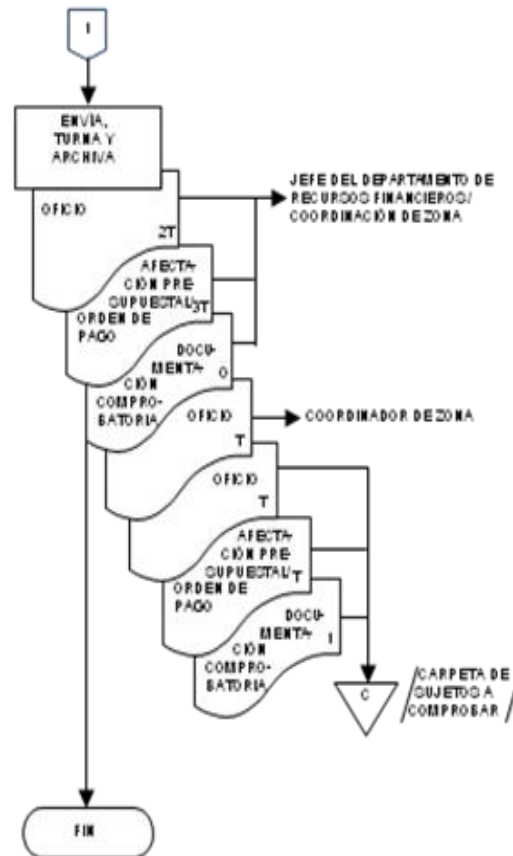 1
ENVÍA,
TURNA Y
ARCHIVA
OFICIO
2T
JEFE DEL DEPARTAMENTO DE
RECURSOS FINANCIEROS/
COORDINACIÓN DE ZONA
AFECTA-
CIÓN PRE-
SUPUESTAL/
3T
ORDEN DE
PAGO
DOCU-
MENTA-
O
CIÓN
COMPRO-
BATORIA
OFICIO
T
COORDINADOR DE ZONA
OFICIO
T
AFECTA-
CIÓN PRE-
SUPUESTAL/
T
ORDEN DE
PAGO
DOCU-
MENTA-
1
CIÓN
COMPRO-
BATORIA
C
/CARPETA DE
SUJETOS A
COMPROBAR/
FIN